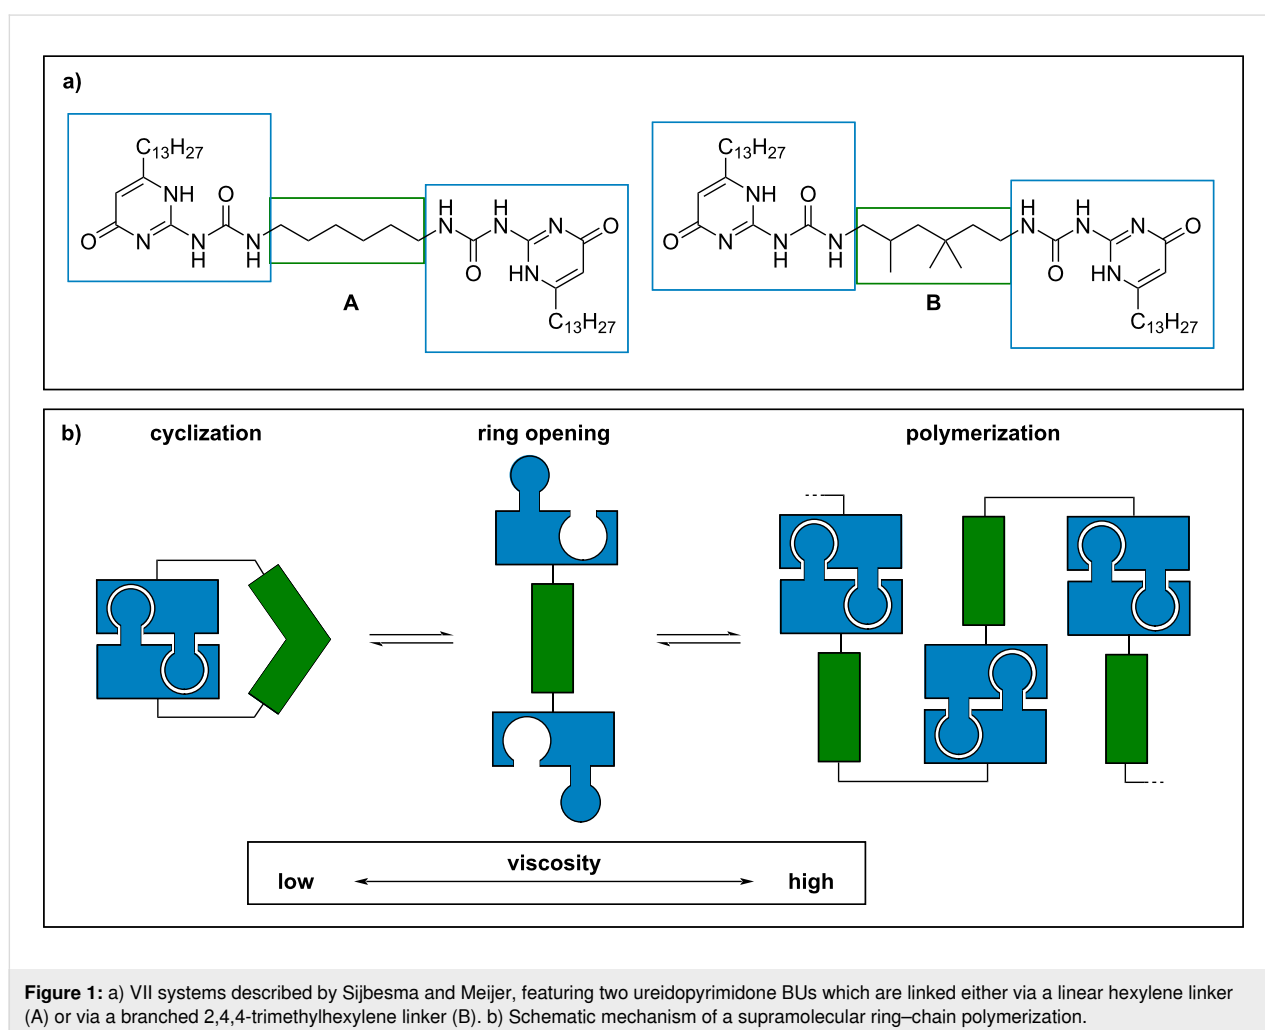 a)
C13H27
NH
O
O
N
N
H
N
H
A
H
N
H
N
N
O
O
HN
C13H27
C13H27
NH
O
O
N
N
H
N
H
B
H
N
H
N
N
O
O
HN
C13H27
b)
cyclization
ring opening
polymerization
viscosity
low
high
Figure 1: a) VII systems described by Sijbesma and Meijer, featuring two ureidopyrimidone BUs which are linked either via a linear hexylene linker
(A) or via a branched 2,4,4-trimethylhexylene linker (B). b) Schematic mechanism of a supramolecular ring–chain polymerization.